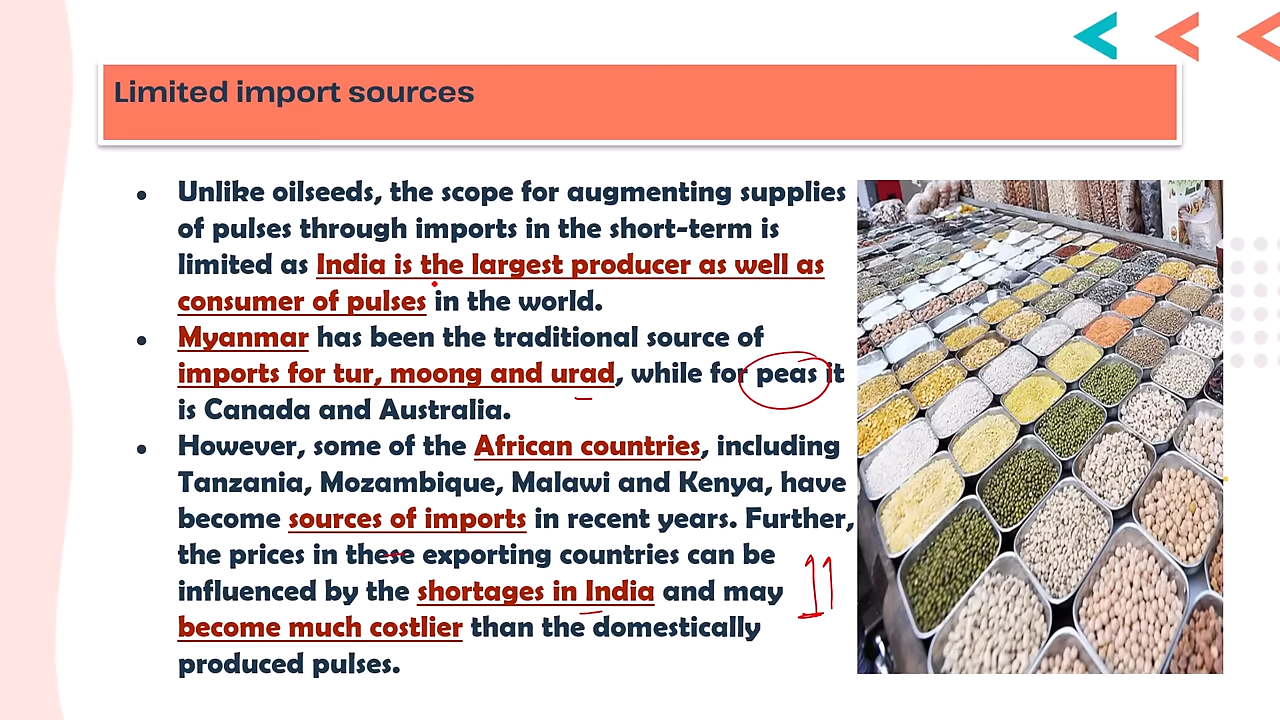 Limited import sources
Unlike oilseeds, the scope for augmenting supplies
of pulses through imports in the short-term is
limited as India is the largest producer as well as
consumer of pulses in the world.
Myanmar has been the traditional source of
imports for tur, moong and urad, while for peas it
is Canada and Australia.
However, some of the African countries, including
Tanzania, Mozambique, Malawi and Kenya, have
become sources of imports in recent years. Further,
the prices in these exporting countries can be
influenced by the shortages in India and may
become much costlier than the domestically
produced pulses.